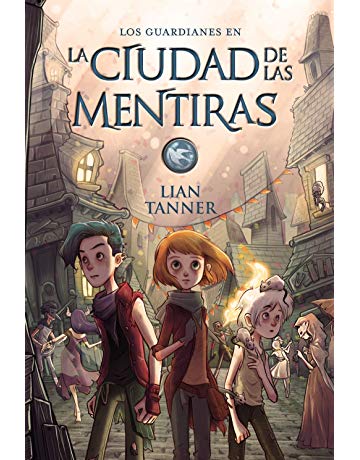 LOS GUARDIANES EN
LA CIUDAD DE LAS
MENTIRAS
LIAN
TANNER